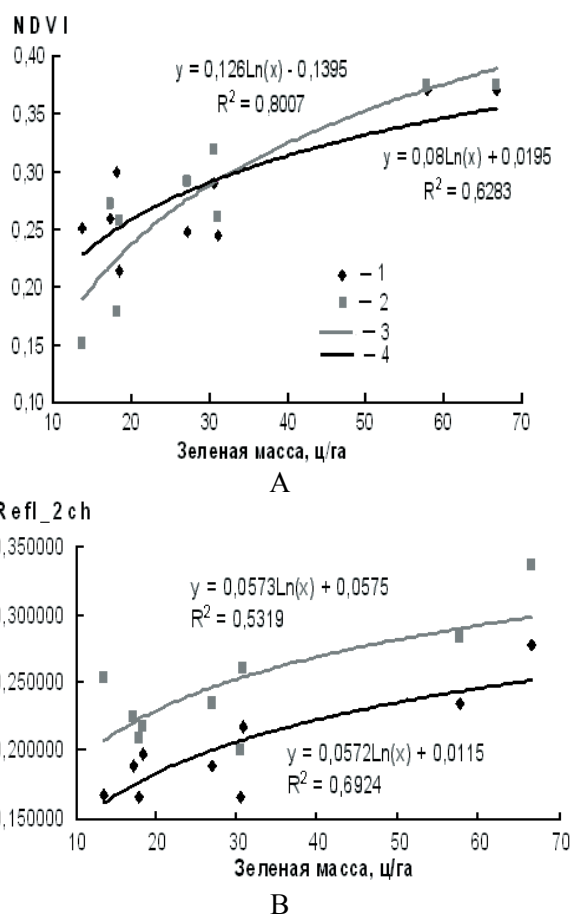 NDVI
0,40
y = 0,126Ln(x) - 0,1395
R² = 0,8007
0,35
y = 0,08Ln(x) + 0,0195
R² = 0,6283
0,30
0,25
– 1
– 2
0,20
– 3
0,15
– 4
0,10
10 20 30 40 50 60 70
Зеленая масса, ц/га
A
Refl_2ch
,350000
y = 0,0573Ln(x) + 0,0575
R² = 0,5319
,300000
,250000
y = 0,0572Ln(x) + 0,0115
R² = 0,6924
,200000
,150000
10 20 30 40 50 60 70
Зеленая масса, ц/га
B